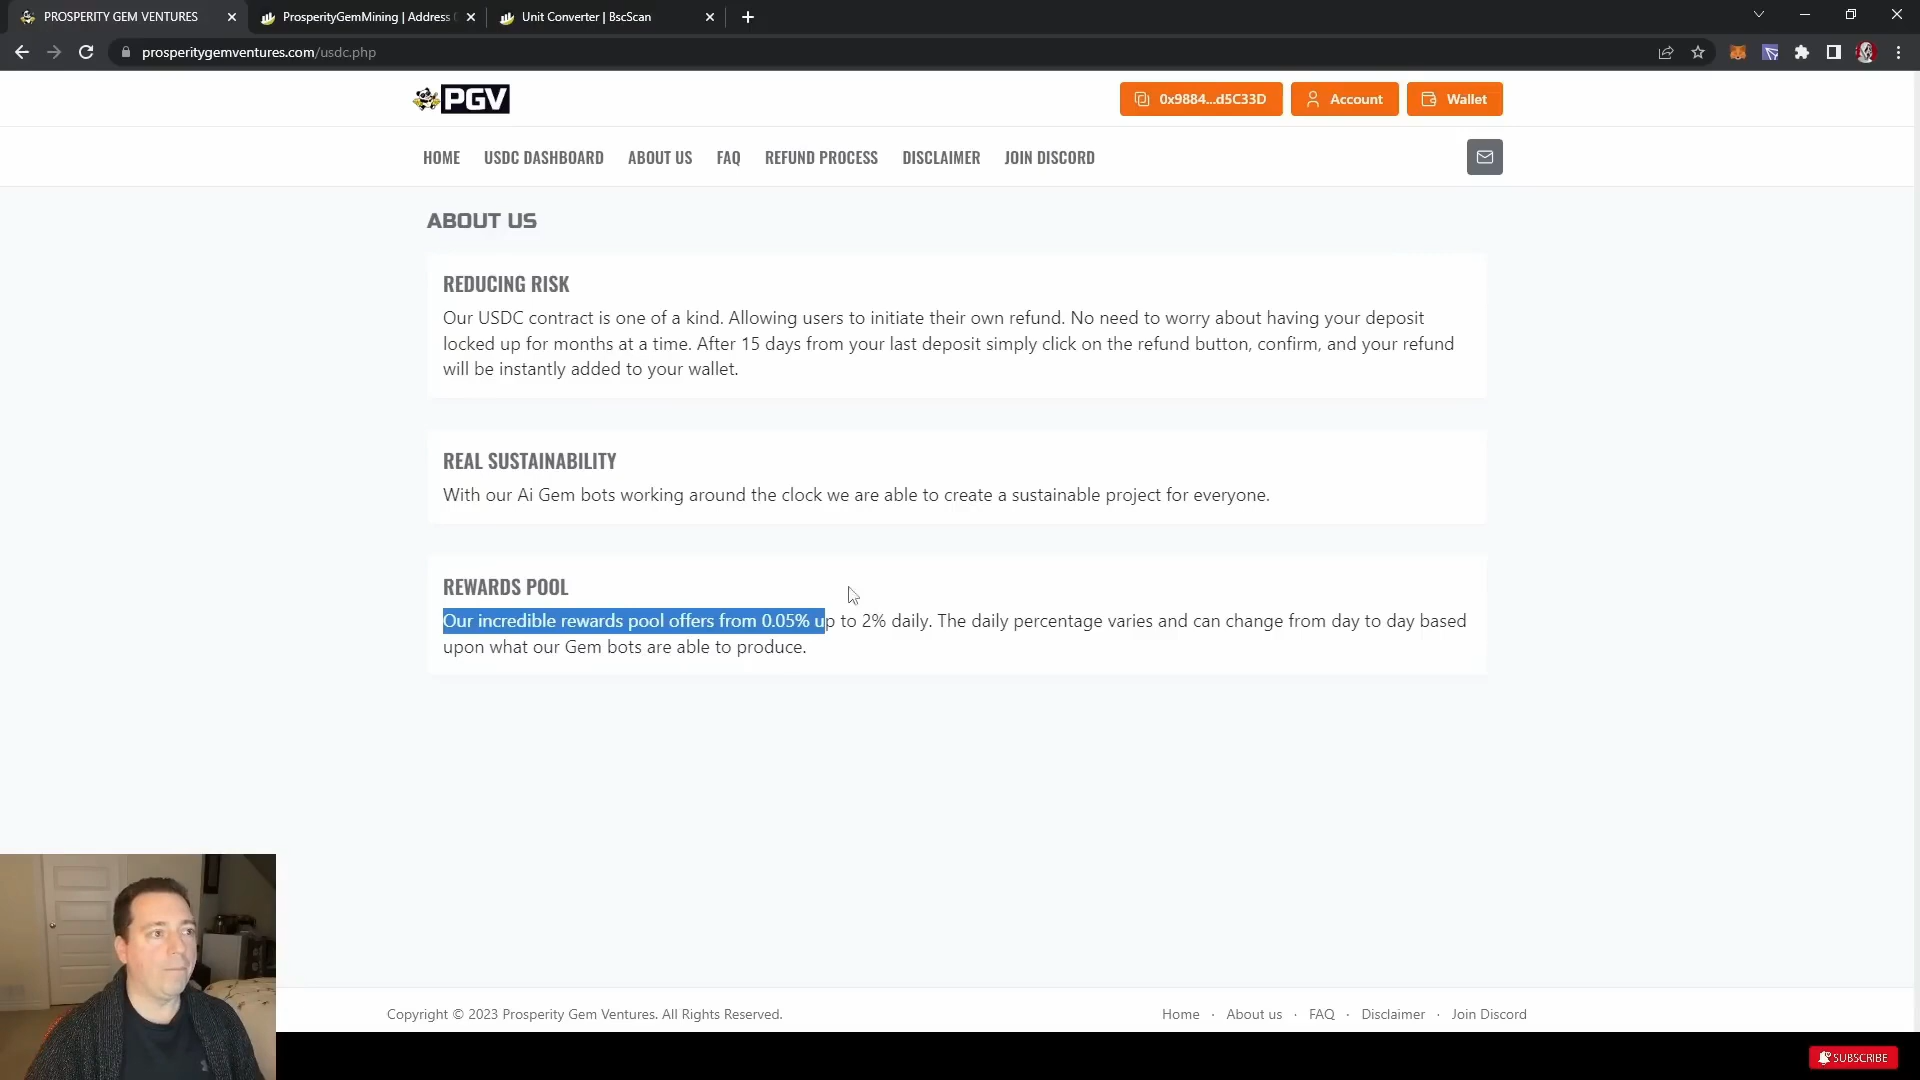 PROSPERITY GEM VENTURES
ProsperityGemMining | Address
Unit Converter | BscScan
prosperitygemventures.com/usdc.php
PGV
0x9884...d5C33D
Account
Wallet
HOME
USDC DASHBOARD
ABOUT US
FAQ
REFUND PROCESS
DISCLAIMER
JOIN DISCORD
ABOUT US
REDUCING RISK
Our USDC contract is one of a kind. Allowing users to initiate their own refund. No need to worry about having your deposit
locked up for months at a time. After 15 days from your last deposit simply click on the refund button, confirm, and your refund
will be instantly added to your wallet.
REAL SUSTAINABILITY
With our Ai Gem bots working around the clock we are able to create a sustainable project for everyone.
REWARDS POOL
Our incredible rewards pool offers from 0.05% up to 2% daily. The daily percentage varies and can change from day to day based
upon what our Gem bots are able to produce.
Copyright © 2023 Prosperity Gem Ventures. All Rights Reserved.
Home · About us · FAQ · Disclaimer · Join Discord
SUBSCRIBE